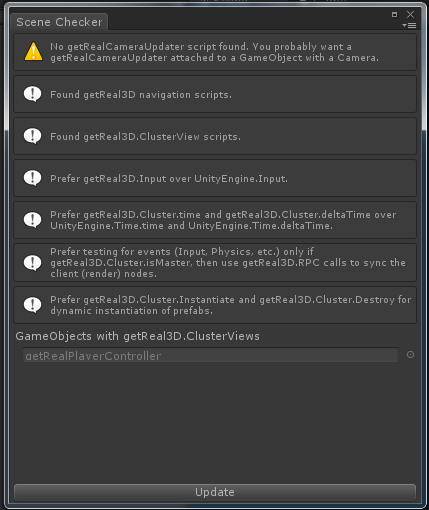 Scene Checker
No getRealCameraUpdater script found. You probably want a
getRealCameraUpdater attached to a GameObject with a Camera.
Found getReal3D navigation scripts.
Found getReal3D.ClusterView scripts.
Prefer getReal3D.Input over UnityEngine.Input.
Prefer getReal3D.Cluster.time and getReal3D.Cluster.deltaTime over
UnityEngine.Time.time and UnityEngine.Time.deltaTime.
Prefer testing for events (Input, Physics, etc.) only if
getReal3D.Cluster.isMaster, then use getReal3D.RPC calls to sync the
client (render) nodes.
Prefer getReal3D.Cluster.Instantiate and getReal3D.Cluster.Destroy for
dynamic instantiation of prefabs.
GameObjects with getReal3D.ClusterViews
getRealPlayerController
Update